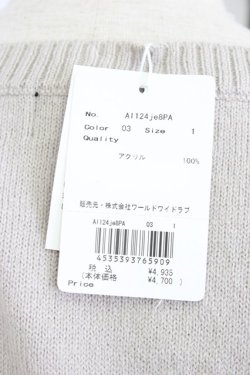 No. A1124je8PA
Color 03 Size 1
Quality
アクリル 100%
販売元・株式会社ワールドワイドラブ
A1124je8PA 03 1
4535393765909
税 込 ¥4,935
(本体価格 ¥4,700 )
Price